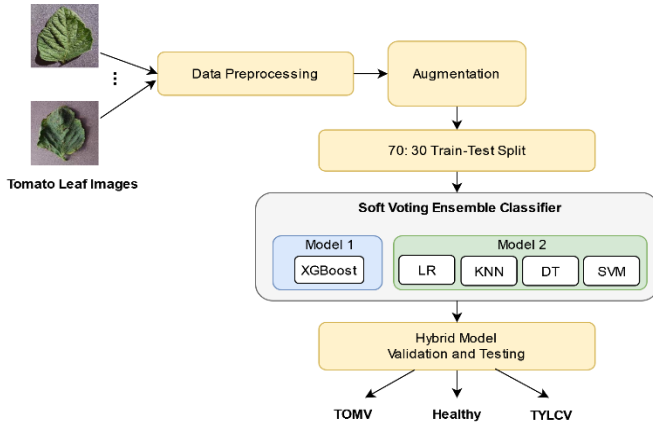 Data Preprocessing
Augmentation
⋮
Tomato Leaf Images
70: 30 Train-Test Split
Soft Voting Ensemble Classifier
Model 1
Model 2
XGBoost
LR
KNN
DT
SVM
Hybrid Model
Validation and Testing
TOMV
Healthy
TYLCV